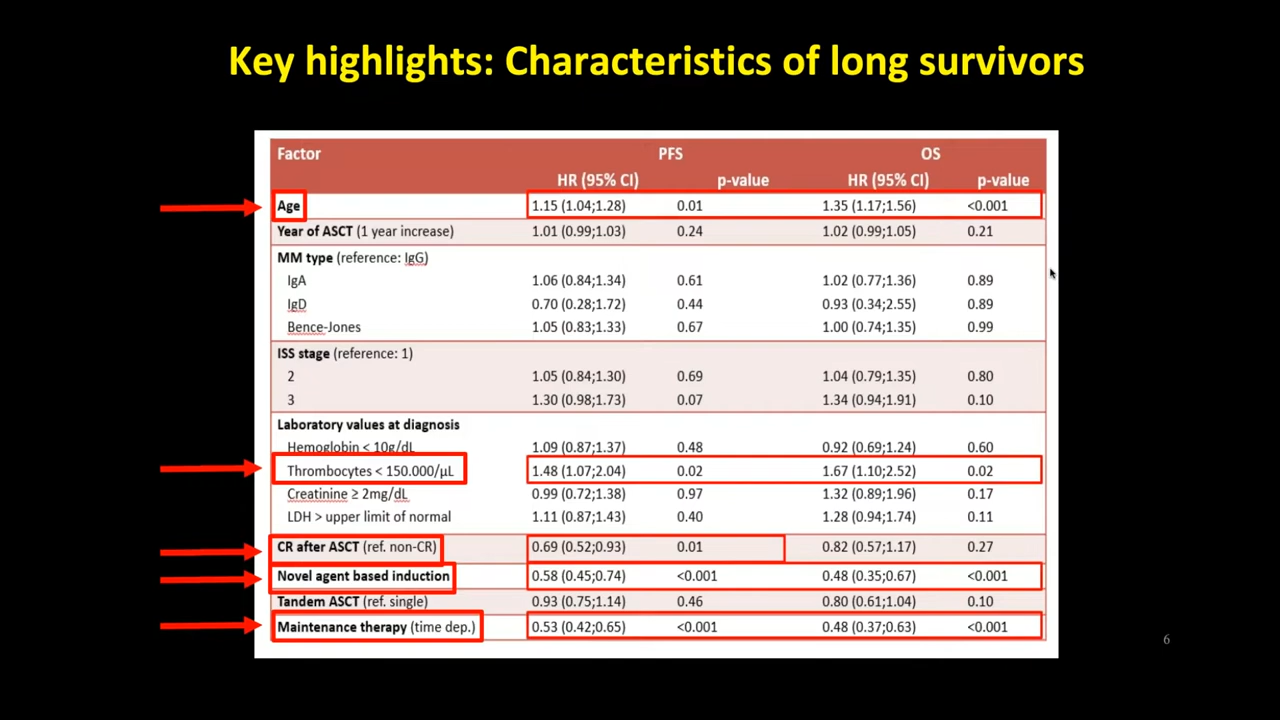 Key highlights: Characteristics of long survivors
Factor PFS OS
HR (95% CI) p-value HR (95% CI) p-value
Age 1.15 (1.04;1.28) 0.01 1.35 (1.17;1.56) <0.001
Year of ASCT (1 year increase) 1.01 (0.99;1.03) 0.24 1.02 (0.99;1.05) 0.21
MM type (reference: IgG)
IgA 1.06 (0.84;1.34) 0.61 1.02 (0.77;1.36) 0.89
IgD 0.70 (0.28;1.72) 0.44 0.93 (0.34;2.55) 0.89
Bence-Jones 1.05 (0.83;1.33) 0.67 1.00 (0.74;1.35) 0.99
ISS stage (reference: 1)
2 1.05 (0.84;1.30) 0.69 1.04 (0.79;1.35) 0.80
3 1.30 (0.98;1.73) 0.07 1.34 (0.94;1.91) 0.10
Laboratory values at diagnosis
Hemoglobin < 10g/dL 1.09 (0.87;1.37) 0.48 0.92 (0.69;1.24) 0.60
Thrombocytes < 150.000/µL 1.48 (1.07;2.04) 0.02 1.67 (1.10;2.52) 0.02
Creatinine ≥ 2mg/dL 0.99 (0.72;1.38) 0.97 1.32 (0.89;1.96) 0.17
LDH > upper limit of normal 1.11 (0.87;1.43) 0.40 1.28 (0.94;1.74) 0.11
CR after ASCT (ref. non-CR) 0.69 (0.52;0.93) 0.01 0.82 (0.57;1.17) 0.27
Novel agent based induction 0.58 (0.45;0.74) <0.001 0.48 (0.35;0.67) <0.001
Tandem ASCT (ref. single) 0.93 (0.75;1.14) 0.46 0.80 (0.61;1.04) 0.10
Maintenance therapy (time dep.) 0.53 (0.42;0.65) <0.001 0.48 (0.37;0.63) <0.001
6